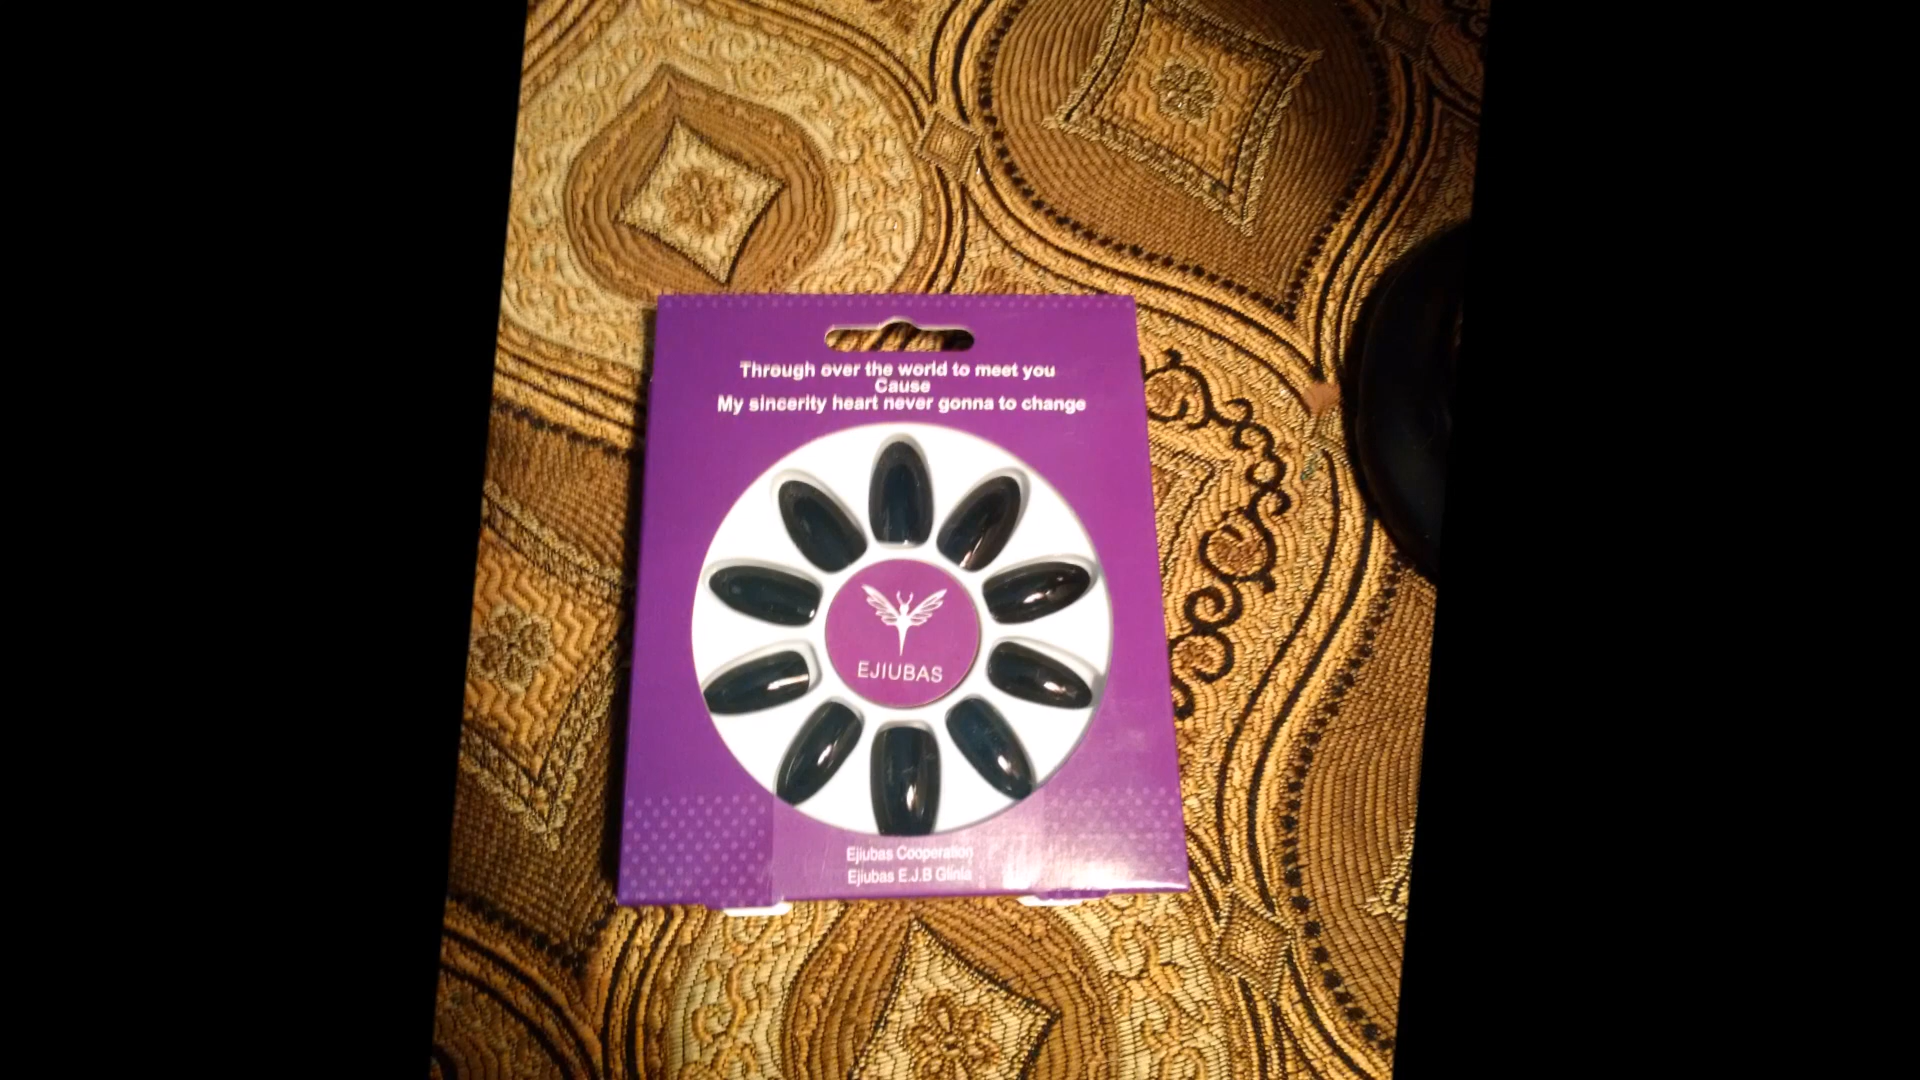 Through over the world to meet you
Cause
My sincerity heart never gonna to change
EJIUBAS
Ejiubas Cooperation
Ejiubas E.J.B Glinia